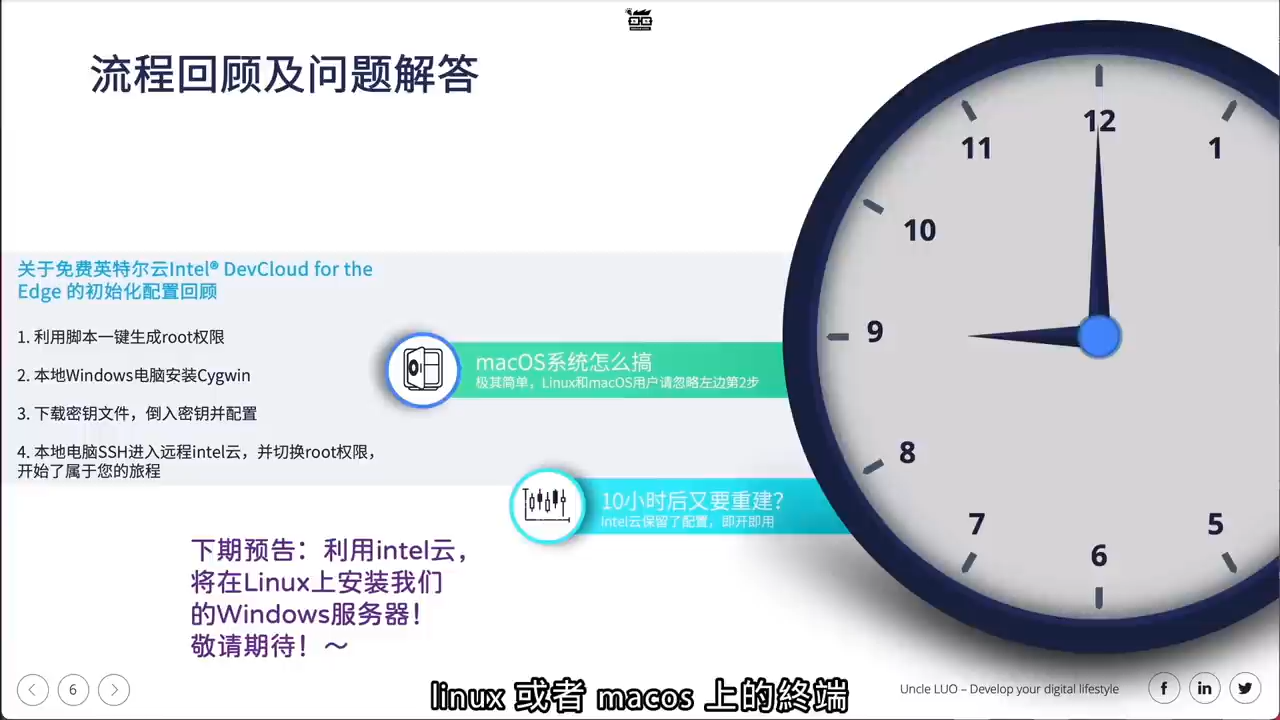 流程回顾及问题解答
关于免费英特尔云Intel® DevCloud for the
Edge 的初始化配置回顾
1. 利用脚本一键生成root权限
2. 本地Windows电脑安装Cygwin
3. 下载密钥文件，倒入密钥并配置
4. 本地电脑SSH进入远程intel云，并切换root权限，
开始了属于您的旅程
macOS系统怎么搞
极其简单，Linux和macOS用户请忽略左边第2步
10小时后又要重建?
Intel云保留了配置，即开即用
下期预告：利用intel云，
将在Linux上安装我们
的Windows服务器！
敬请期待！～
12
11
1
10
9
8
7
5
6
6
linux 或者 macos 上的終端
Uncle LUO – Develop your digital lifestyle
f
in